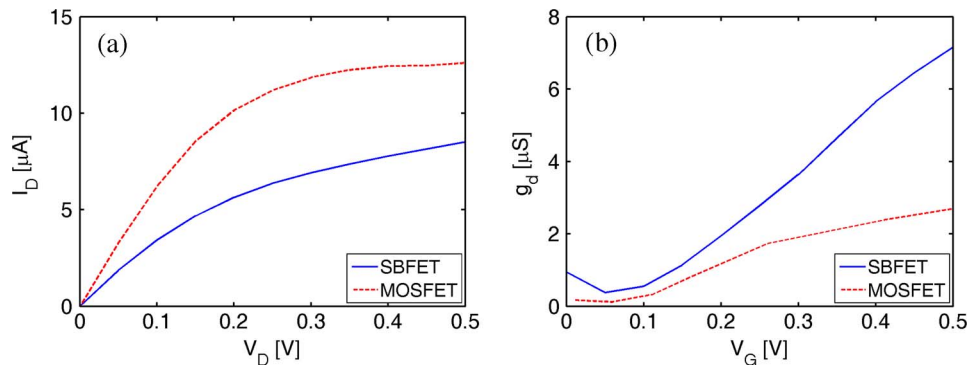 (a)
15
10
5
0
I_D [μA]
0
0.1
0.2
0.3
0.4
0.5
V_D [V]
SBFET
MOSFET
(b)
8
6
4
2
0
g_d [μS]
0
0.1
0.2
0.3
0.4
0.5
V_G [V]
SBFET
MOSFET